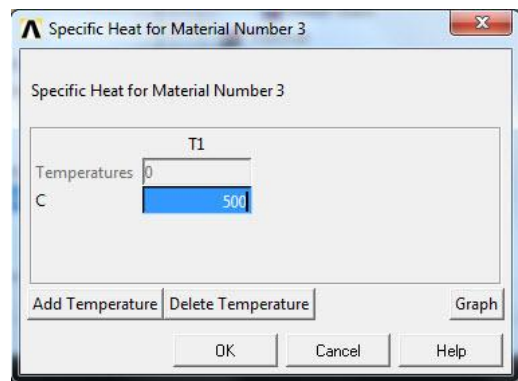 Specific Heat for Material Number 3
Specific Heat for Material Number 3
T1
Temperatures 0
C 500
Add Temperature Delete Temperature Graph
OK Cancel Help